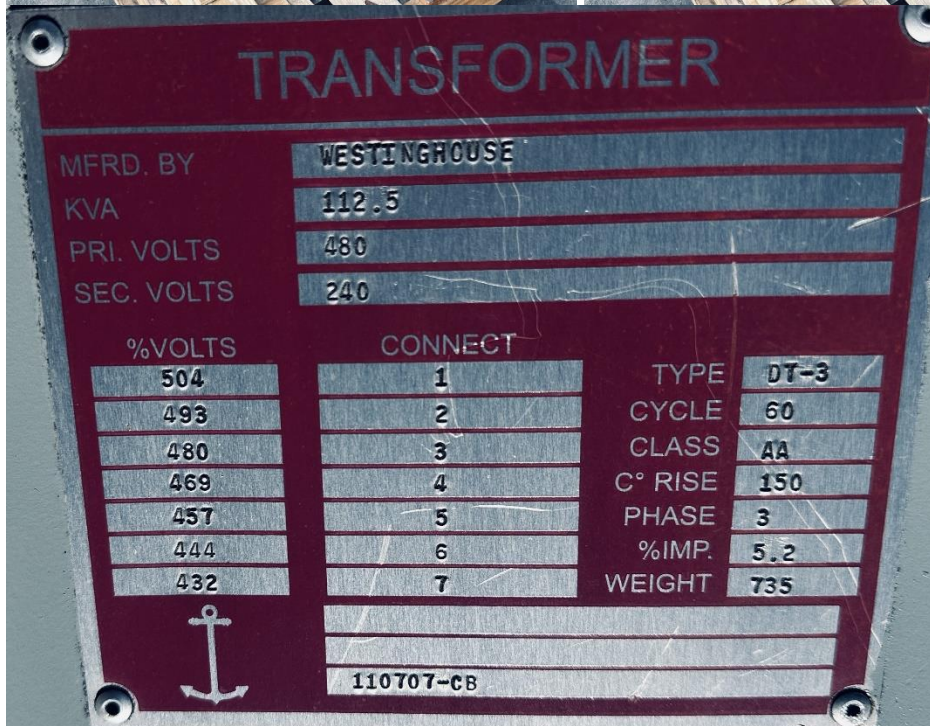 TRANSFORMER
MFRD. BY WESTINGHOUSE
KVA 112.5
PRI. VOLTS 480
SEC. VOLTS 240
%VOLTS CONNECT
504 1 TYPE DT-3
493 2 CYCLE 60
480 3 CLASS AA
469 4 C° RISE 150
457 5 PHASE 3
444 6 %IMP. 5.2
432 7 WEIGHT 735
110707-CB